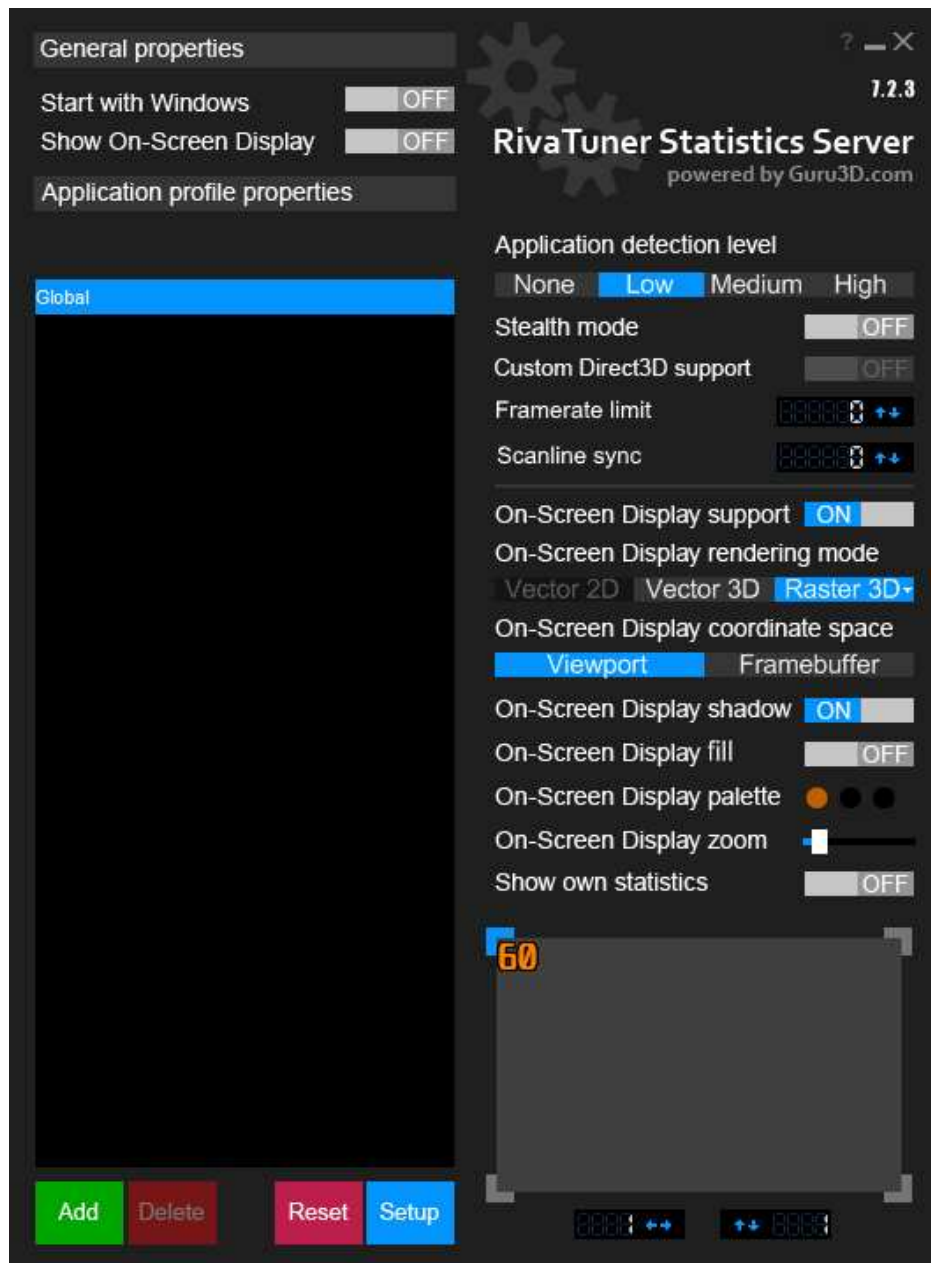 General properties
Start with Windows OFF
Show On-Screen Display OFF
Application profile properties
Global
Add Delete Reset Setup
? 
7.2.3
RivaTuner Statistics Server
powered by Guru3D.com
Application detection level
None Low Medium High
Stealth mode OFF
Custom Direct3D support OFF
Framerate limit 0
Scanline sync 0
On-Screen Display support ON
On-Screen Display rendering mode
Vector 2D Vector 3D Raster 3D
On-Screen Display coordinate space
Viewport Framebuffer
On-Screen Display shadow ON
On-Screen Display fill OFF
On-Screen Display palette
On-Screen Display zoom
Show own statistics OFF
60
1 1